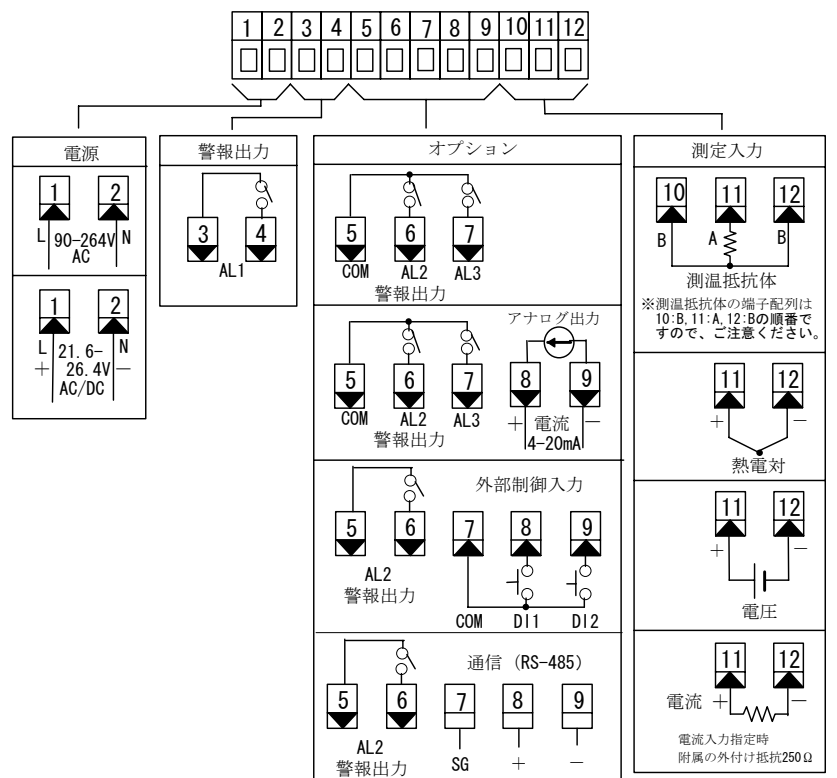 1 2 3 4 5 6 7 8 9 10 11 12
電源
1 2
L 90-264V N
AC
1 2
L 21.6- N
+ 26.4V −
AC/DC
警報出力
3 4
AL1
オプション
5 6 7
COM AL2 AL3
警報出力
アナログ出力
5 6 7 8 9
COM AL2 AL3 + 電流 −
警報出力 4-20mA
外部制御入力
5 6 7 8 9
AL2
警報出力
COM DI1 DI2
通信 (RS-485)
5 6 7 8 9
AL2
警報出力
SG + −
測定入力
10 11 12
B A B
測温抵抗体
※測温抵抗体の端子配列は
10:B,11:A,12:Bの順番で
すので、ご注意ください。
11 12
+ −
熱電対
11 12
+ −
電圧
11 12
電流 + −
電流入力指定時
附属の外付け抵抗250Ω